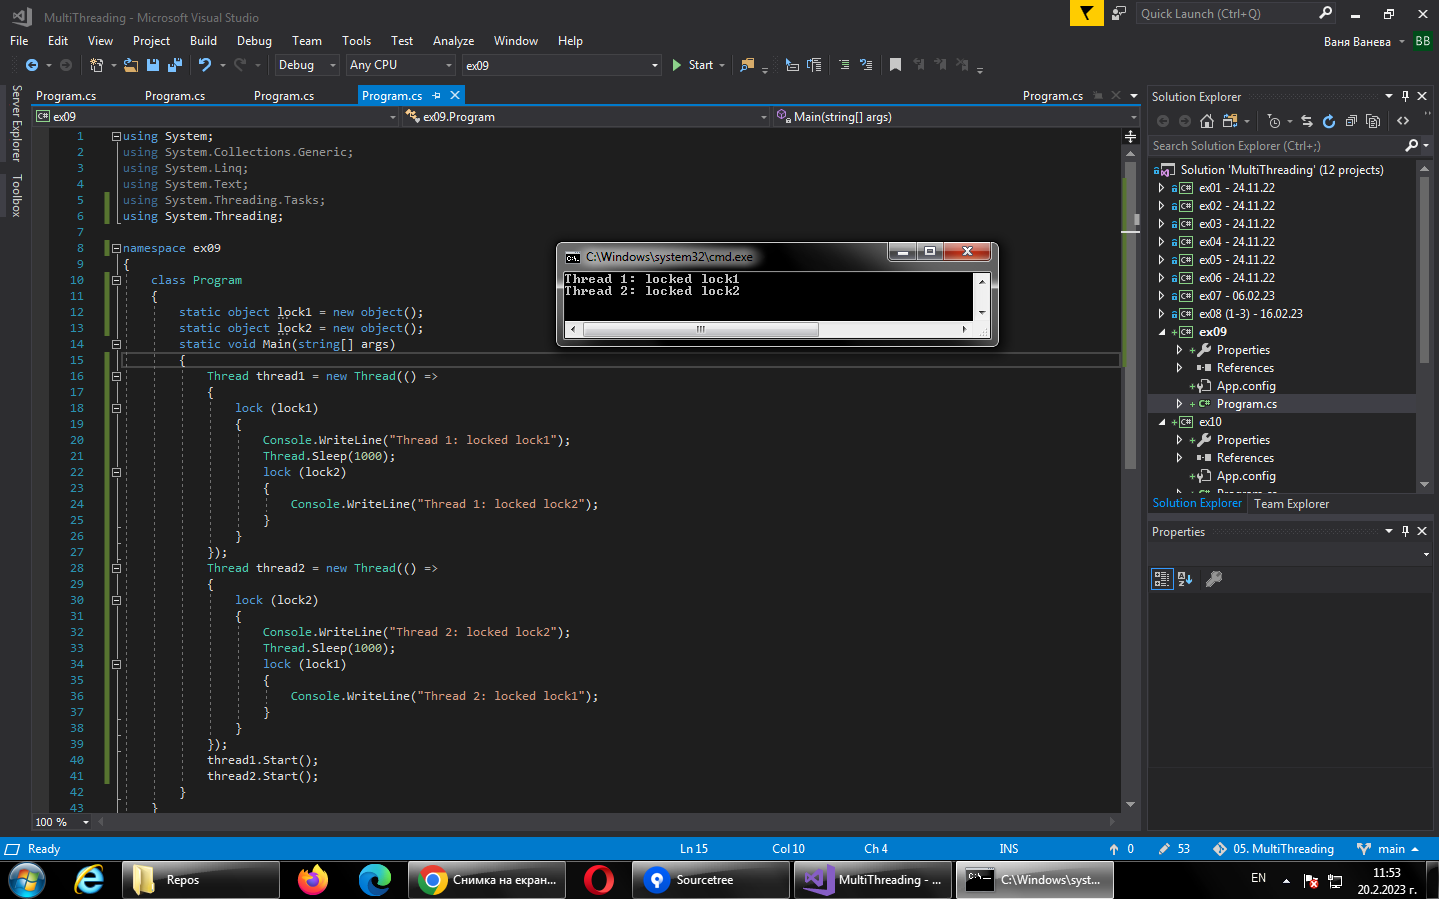 MultiThreading - Microsoft Visual Studio
Quick Launch (Ctrl+Q)
File Edit View Project Build Debug Team Tools Test Analyze Window Help
Ваня Ванева BB
Debug Any CPU ex09 Start
Server Explorer
Toolbox
Program.cs Program.cs Program.cs Program.cs Program.cs
C# ex09 ex09.Program Main(string[] args)
1 using System;
2 using System.Collections.Generic;
3 using System.Linq;
4 using System.Text;
5 using System.Threading.Tasks;
6 using System.Threading;
7
8 namespace ex09
9 {
10 class Program
11 {
12 static object lock1 = new object();
13 static object lock2 = new object();
14 static void Main(string[] args)
15 {
16 Thread thread1 = new Thread(() =>
17 {
18 lock (lock1)
19 {
20 Console.WriteLine("Thread 1: locked lock1");
21 Thread.Sleep(1000);
22 lock (lock2)
23 {
24 Console.WriteLine("Thread 1: locked lock2");
25 }
26 }
27 });
28 Thread thread2 = new Thread(() =>
29 {
30 lock (lock2)
31 {
32 Console.WriteLine("Thread 2: locked lock2");
33 Thread.Sleep(1000);
34 lock (lock1)
35 {
36 Console.WriteLine("Thread 2: locked lock1");
37 }
38 }
39 });
40 thread1.Start();
41 thread2.Start();
42 }
43 }
100 %
C:\Windows\system32\cmd.exe
Thread 1: locked lock1
Thread 2: locked lock2
Solution Explorer
Search Solution Explorer (Ctrl+;)
Solution 'MultiThreading' (12 projects)
C# ex01 - 24.11.22
C# ex02 - 24.11.22
C# ex03 - 24.11.22
C# ex04 - 24.11.22
C# ex05 - 24.11.22
C# ex06 - 24.11.22
C# ex07 - 06.02.23
C# ex08 (1-3) - 16.02.23
C# ex09
Properties
References
App.config
C# Program.cs
C# ex10
Properties
References
App.config
Program.cs
Solution Explorer Team Explorer
Properties
Ready Ln 15 Col 10 Ch 4 INS 0 53 05. MultiThreading main
Repos Снимка на екран... Sourcetree MultiThreading - ... C:\Windows\syst... EN 11:53
20.2.2023 г.